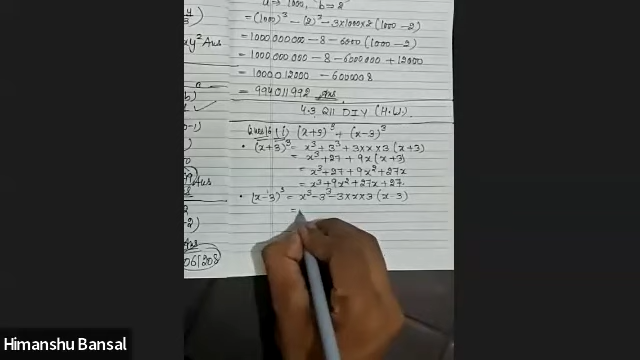 a → 1000, b = 2
= (1000)³ - (2)³ - 3×1000×2 (1000 - 2)
= 1000000000 - 8 - 6000 (1000 - 2)
= 1000000000 - 8 - 6000000 + 12000
= 1000012000 - 6000008
= 994011992 Ans
4.3 Q11 DIY (H.W).
(i) (x+3)³ + (x-3)³
• (x+3)³ = x³ + 3³ + 3×x×3 (x+3)
= x³ + 27 + 9x (x+3)
= x³ + 27 + 9x² + 27x
= x³ + 9x² + 27x + 27.
• (x-3)³ = x³ - 3³ - 3×x×3 (x-3)
=
xy² Ans
Himanshu Bansal